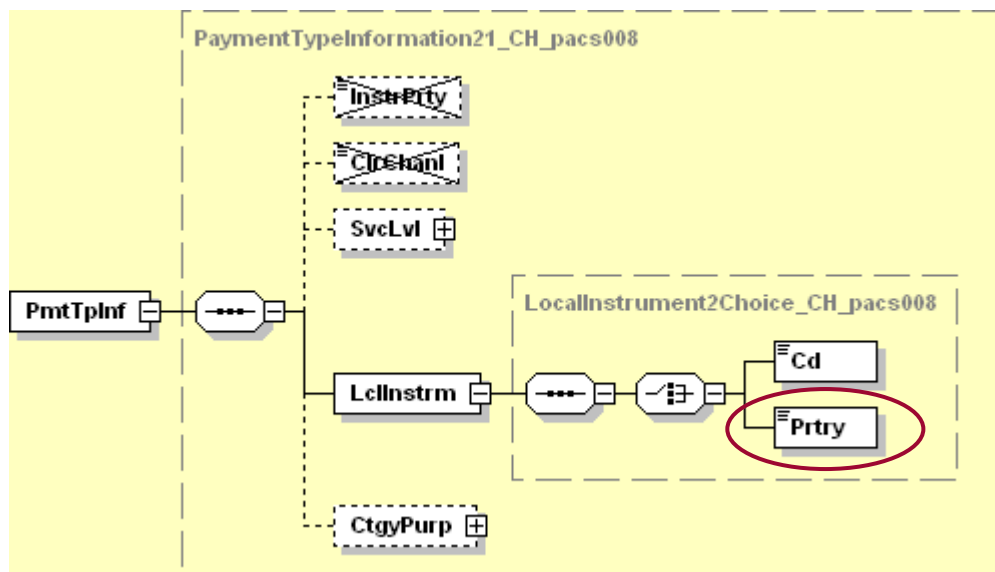 PaymentTypeInformation21_CH_pacs008
InstrPrty
ClrChanl
SvcLvl
PmtTpInf
LocalInstrument2Choice_CH_pacs008
Cd
LclInstrm
Prtry
CtgyPurp